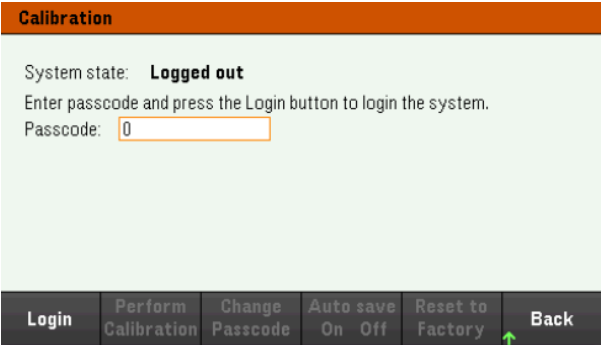 Calibration
System state: Logged out
Enter passcode and press the Login button to login the system.
Passcode: 0
Login Perform Calibration Change Passcode Auto save On Off Reset to Factory Back